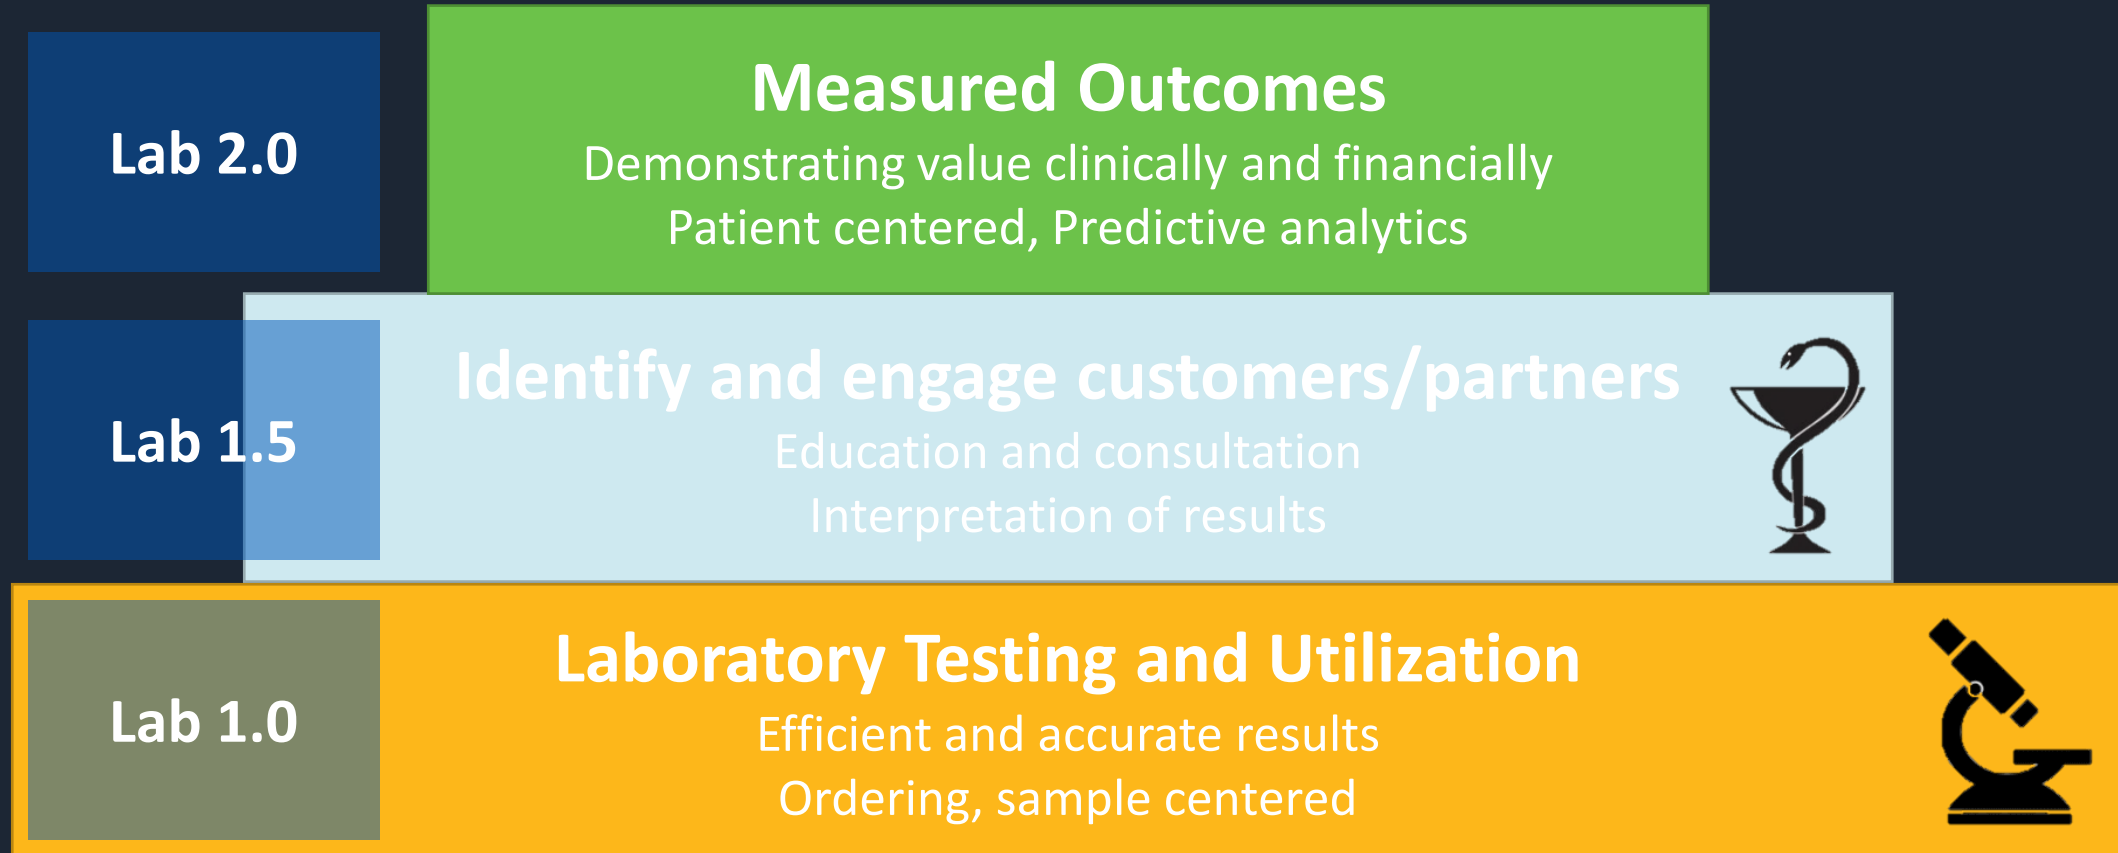 Lab 2.0
Measured Outcomes
Demonstrating value clinically and financially
Patient centered, Predictive analytics
Lab 1.5
Identify and engage customers/partners
Education and consultation
Interpretation of results
Lab 1.0
Laboratory Testing and Utilization
Efficient and accurate results
Ordering, sample centered